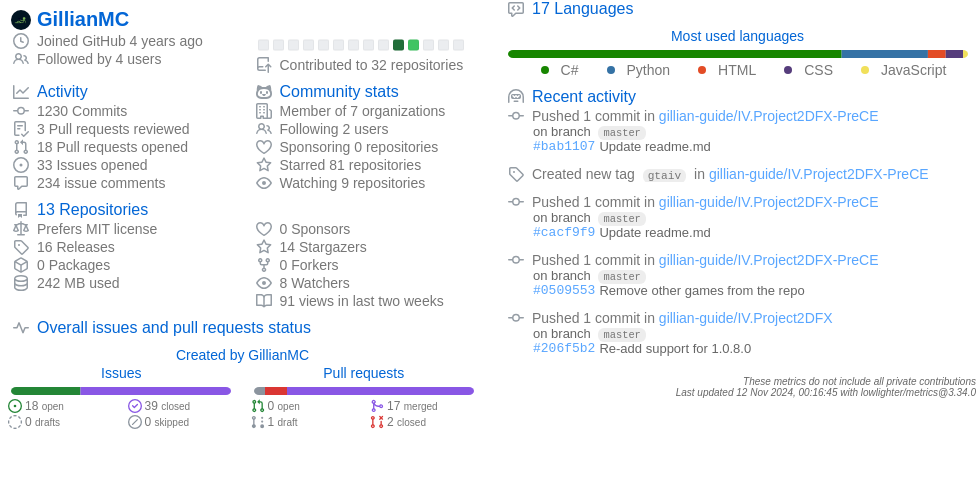 GillianMC
Joined GitHub 4 years ago
Followed by 4 users
Contributed to 32 repositories
Activity
1230 Commits
3 Pull requests reviewed
18 Pull requests opened
33 Issues opened
234 issue comments
Community stats
Member of 7 organizations
Following 2 users
Sponsoring 0 repositories
Starred 81 repositories
Watching 9 repositories
13 Repositories
Prefers MIT license
16 Releases
0 Packages
242 MB used
0 Sponsors
14 Stargazers
0 Forkers
8 Watchers
91 views in last two weeks
Overall issues and pull requests status
Created by GillianMC
Issues
18 open
39 closed
0 drafts
0 skipped
Pull requests
0 open
17 merged
1 draft
2 closed
17 Languages
Most used languages
C# Python HTML CSS JavaScript
Recent activity
Pushed 1 commit in gillian-guide/IV.Project2DFX-PreCE
on branch master
#bab1107 Update readme.md
Created new tag gtaiv in gillian-guide/IV.Project2DFX-PreCE
Pushed 1 commit in gillian-guide/IV.Project2DFX-PreCE
on branch master
#cacf9f9 Update readme.md
Pushed 1 commit in gillian-guide/IV.Project2DFX-PreCE
on branch master
#0509553 Remove other games from the repo
Pushed 1 commit in gillian-guide/IV.Project2DFX
on branch master
#206f5b2 Re-add support for 1.0.8.0
These metrics do not include all private contributions
Last updated 12 Nov 2024, 00:16:45 with lowlighter/metrics@3.34.0